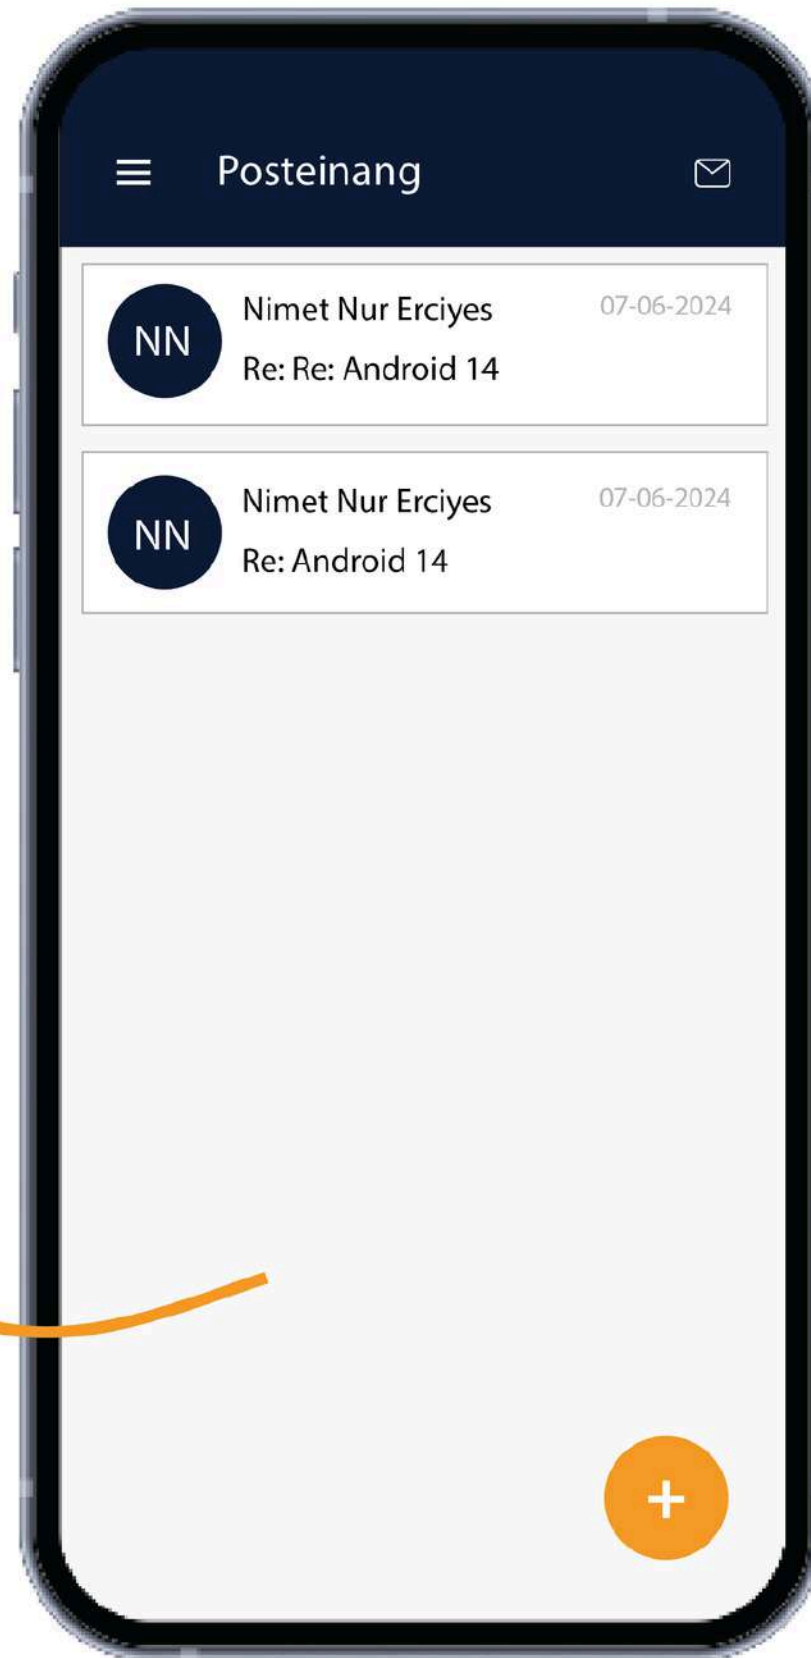 Posteinang
NN
Nimet Nur Erciyes
07-06-2024
Re: Re: Android 14
NN
Nimet Nur Erciyes
07-06-2024
Re: Android 14
+